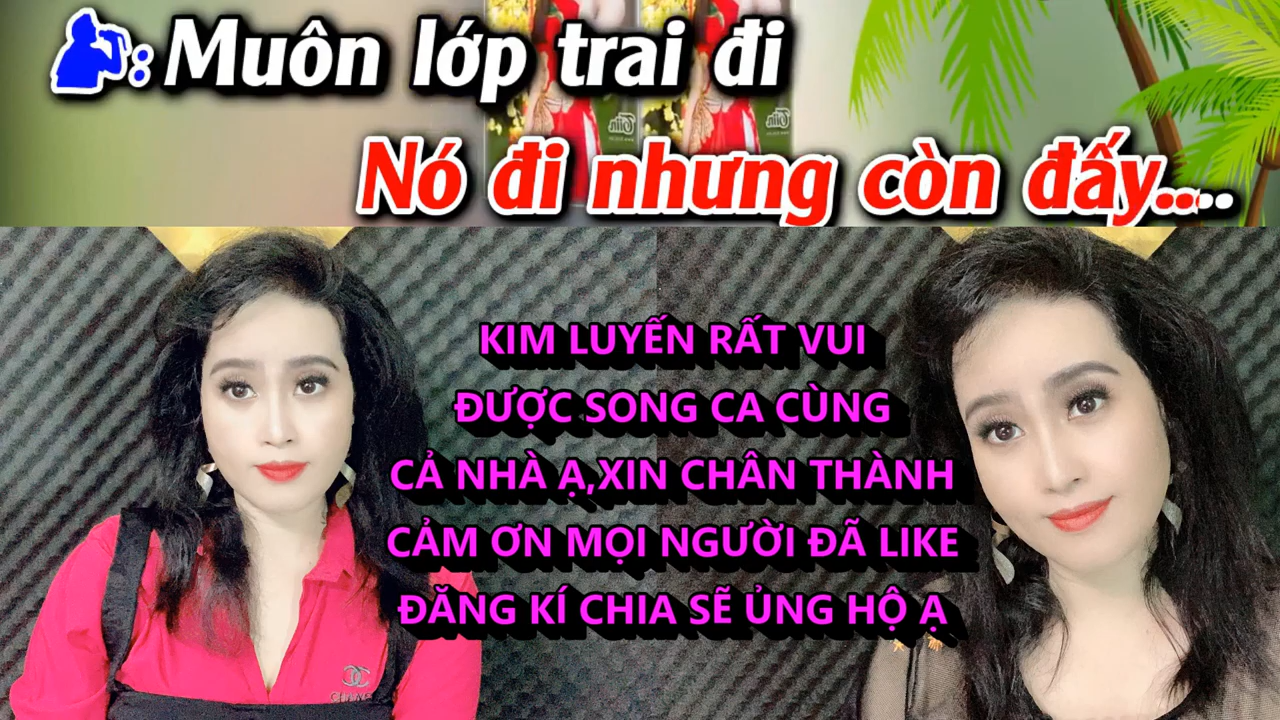 : Muôn lớp trai đi
Nó đi nhưng còn đấy.....
KIM LUYẾN RẤT VUI
ĐƯỢC SONG CA CÙNG
CẢ NHÀ Ạ,XIN CHÂN THÀNH
CẢM ƠN MỌI NGƯỜI ĐÃ LIKE
ĐĂNG KÍ CHIA SẼ ỦNG HỘ Ạ